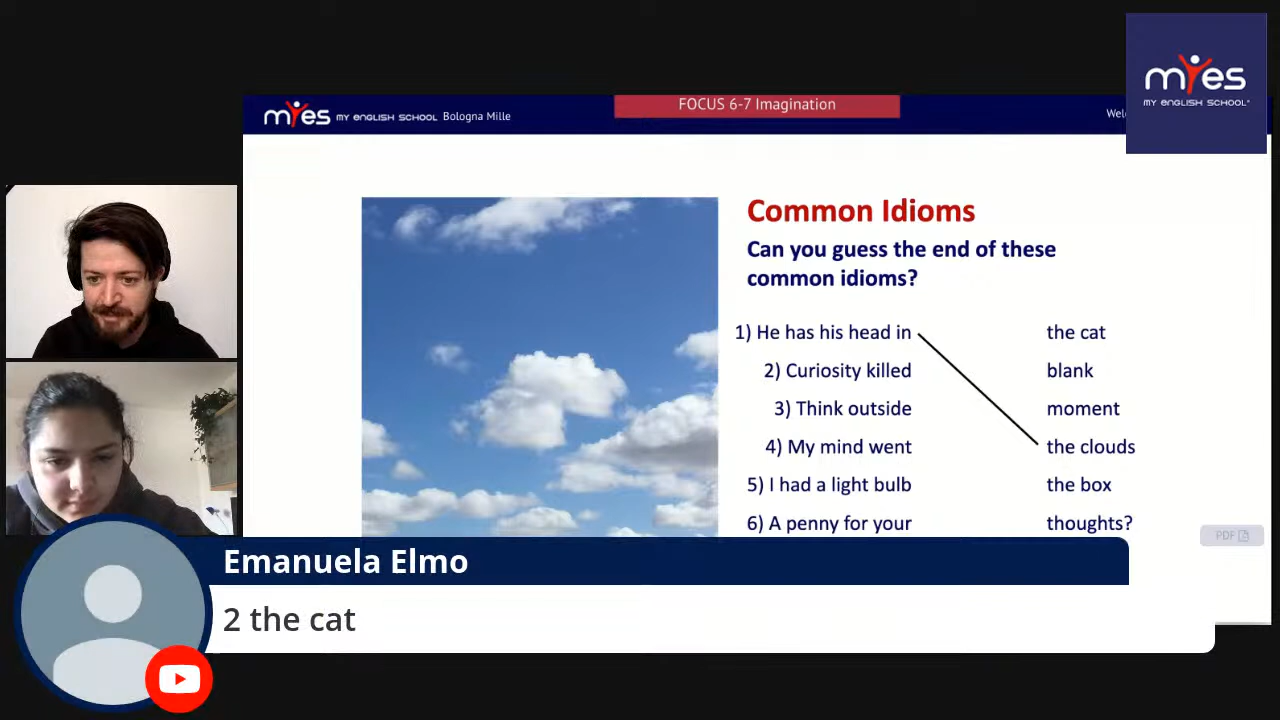 myes
MY ENGLISH SCHOOL®
myes MY ENGLISH SCHOOL Bologna Mille
FOCUS 6-7 Imagination
Common Idioms
Can you guess the end of these
common idioms?
1) He has his head in the cat
2) Curiosity killed blank
3) Think outside moment
4) My mind went the clouds
5) I had a light bulb the box
6) A penny for your thoughts?
PDF
Emanuela Elmo
2 the cat